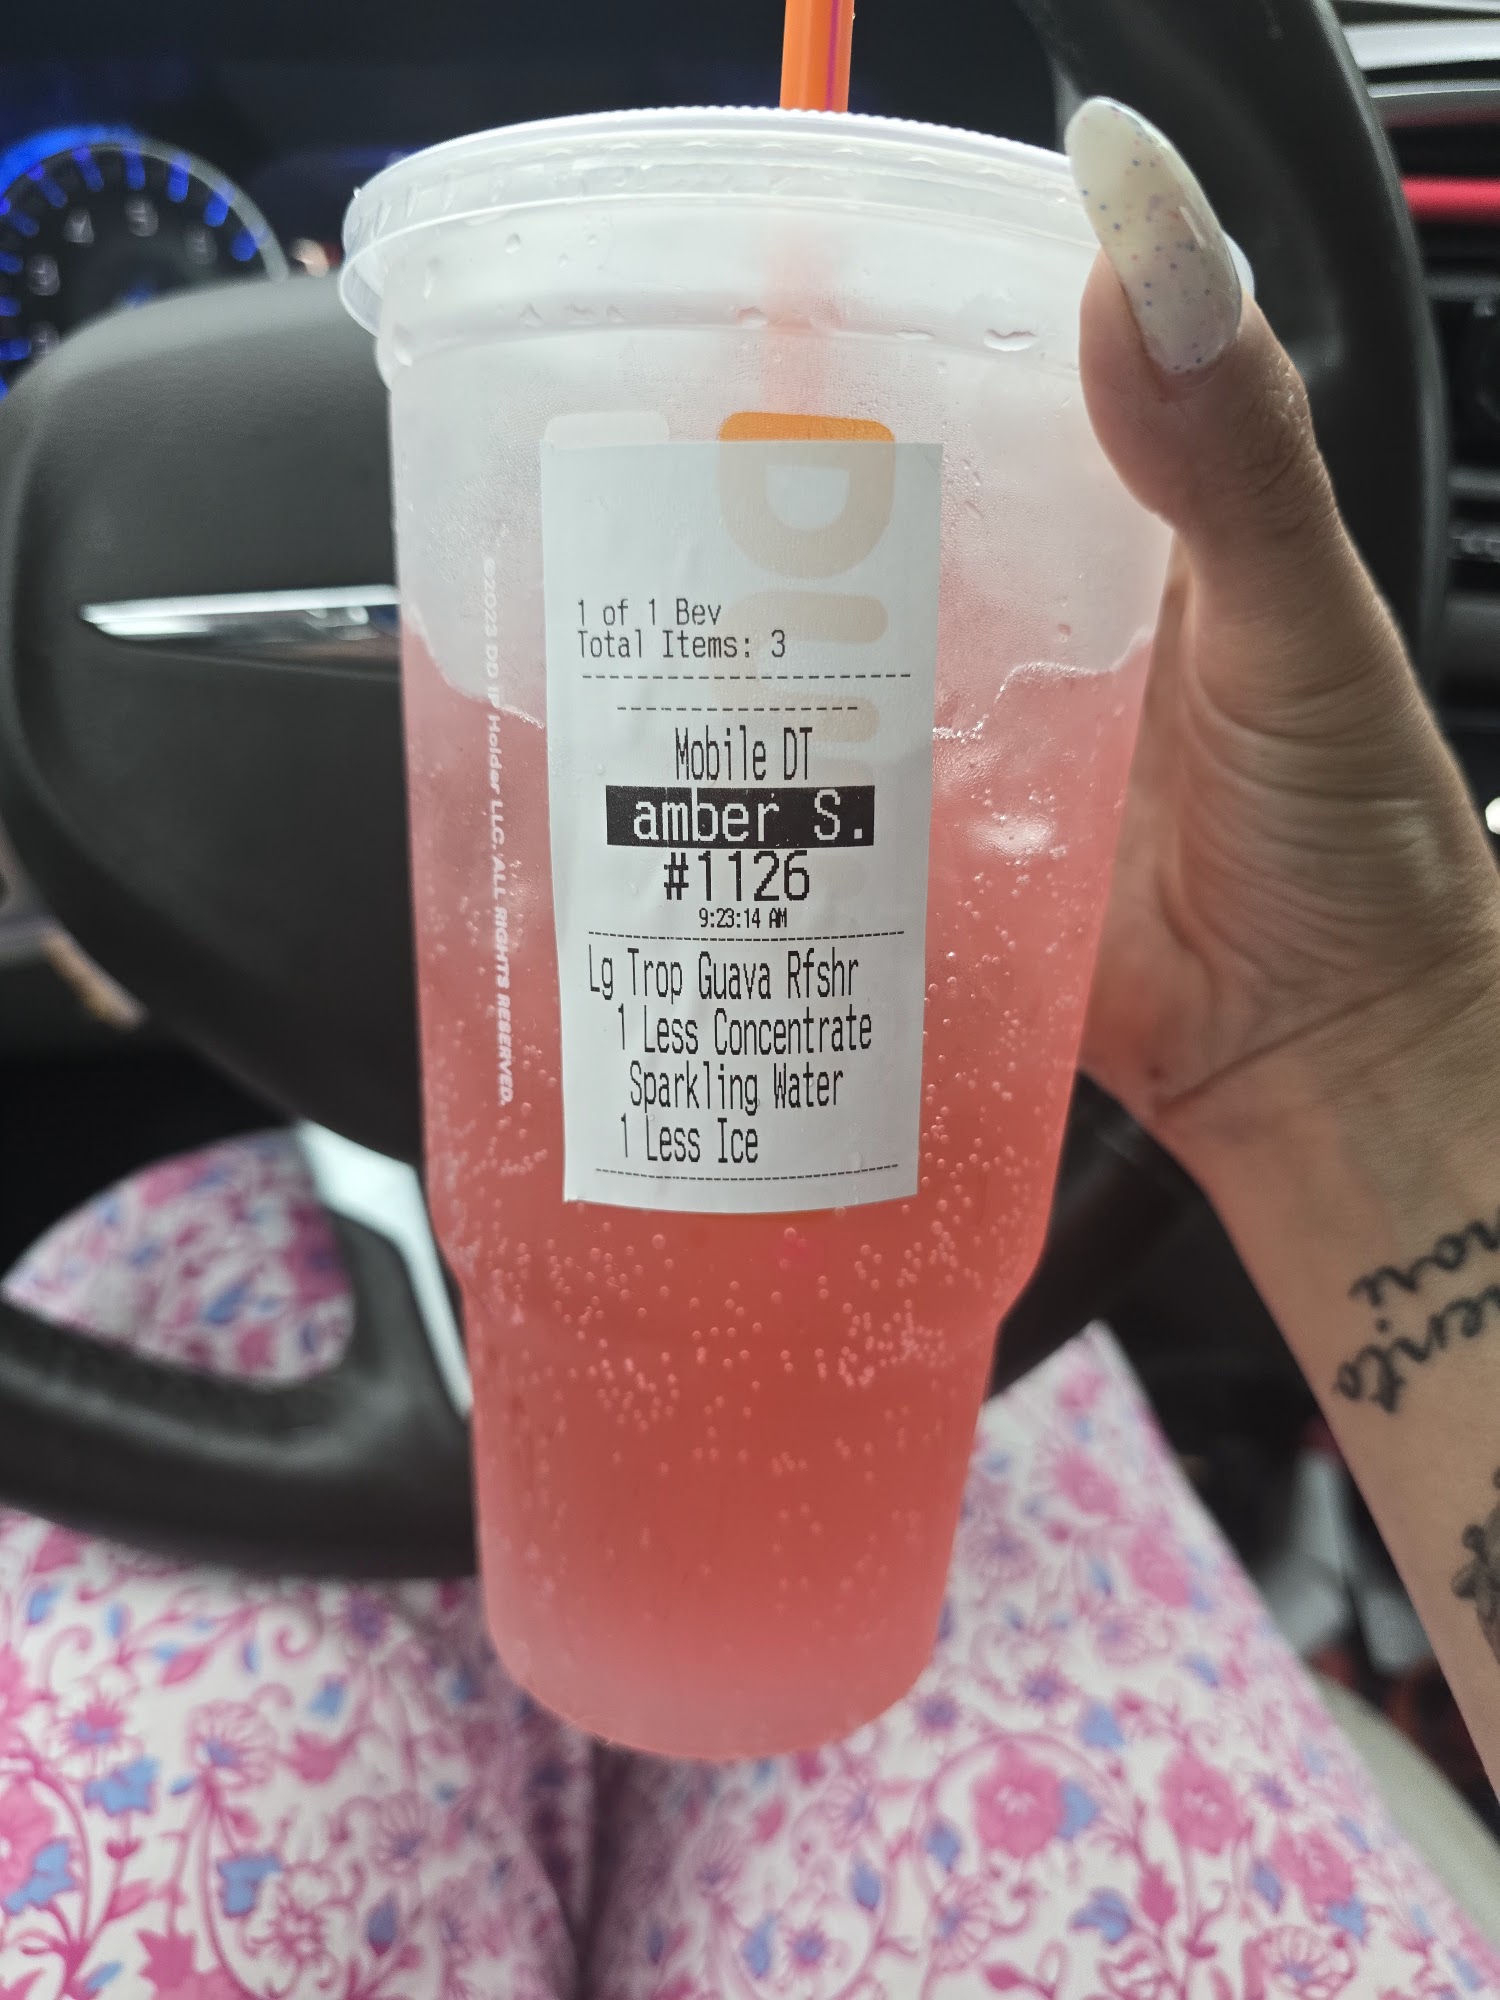 1 of 1 Bev
Total Items: 3
Mobile DT
amber S.
#1126
9:23:14 AM
Lg Trop Guava Rfshr
1 Less Concentrate
Sparkling Water
1 Less Ice
©2023 DD IP Holder LLC. ALL RIGHTS RESERVED.